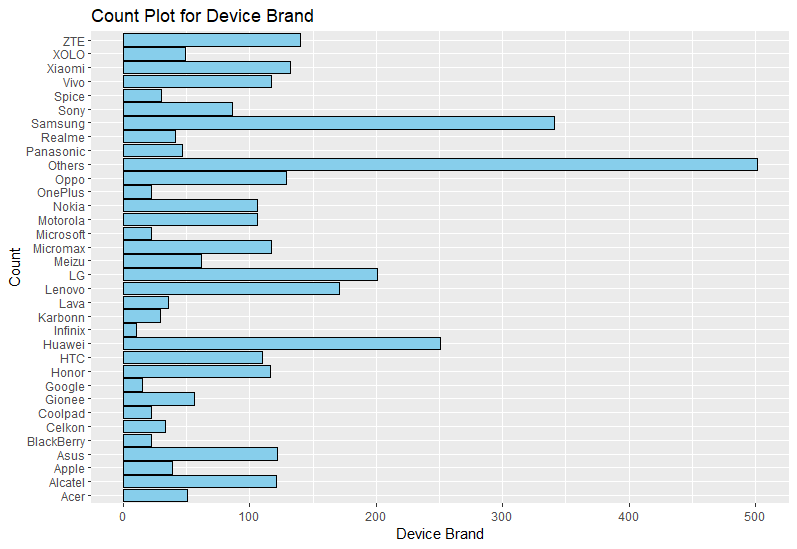 Count Plot for Device Brand
ZTE
XOLO
Xiaomi
Vivo
Spice
Sony
Samsung
Realme
Panasonic
Others
Oppo
OnePlus
Nokia
Motorola
Microsoft
Micromax
Meizu
LG
Lenovo
Lava
Karbonn
Infinix
Huawei
HTC
Honor
Google
Gionee
Coolpad
Celkon
BlackBerry
Asus
Apple
Alcatel
Acer
Count
0 100 200 300 400 500
Device Brand